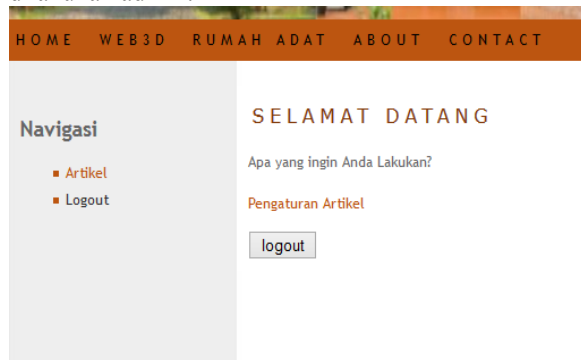 HOME WEB3D RUMAH ADAT ABOUT CONTACT
Navigasi
Artikel
Logout
SELAMAT DATANG
Apa yang ingin Anda Lakukan?
Pengaturan Artikel
logout